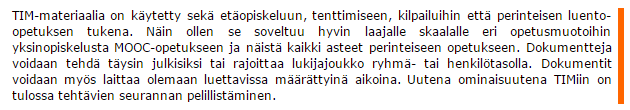 TIM-materiaalia on käytetty sekä etäopiskeluun, tenttimiseen, kilpailuihin että perinteisen luento-
opetuksen tukena. Näin ollen se soveltuu hyvin laajalle skaalalle eri opetusmuotoihin
yksinopiskelusta MOOC-opetukseen ja näistä kaikki asteet perinteiseen opetukseen. Dokumentteja
voidaan tehdä täysin julkisiksi tai rajoittaa lukijajoukko ryhmä- tai henkilötasolla. Dokumentit
voidaan myös laittaa olemaan luettavissa määrättyinä aikoina. Uutena ominaisuutena TIMiin on
tulossa tehtävien seurannan pelillistäminen.